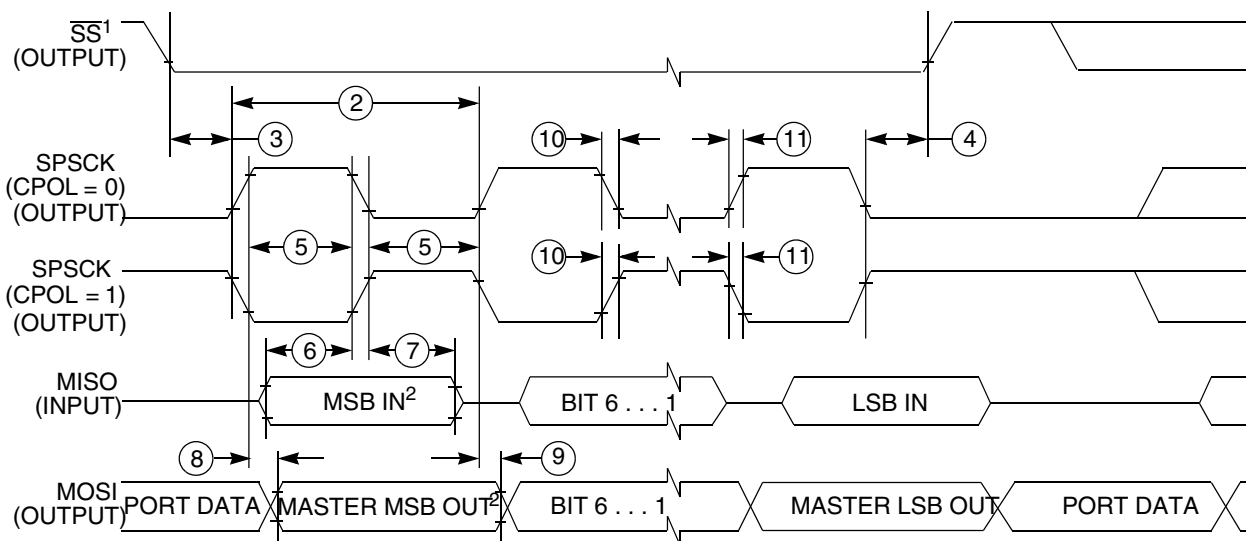 SS1
(OUTPUT)
2
3
10
11
4
SPSCK
(CPOL = 0)
(OUTPUT)
5
5
10
11
SPSCK
(CPOL = 1)
(OUTPUT)
6
7
MISO
(INPUT)
MSB IN2
BIT 6 . . . 1
LSB IN
8
9
MOSI
(OUTPUT)
PORT DATA
MASTER MSB OUT2
BIT 6 . . . 1
MASTER LSB OUT
PORT DATA